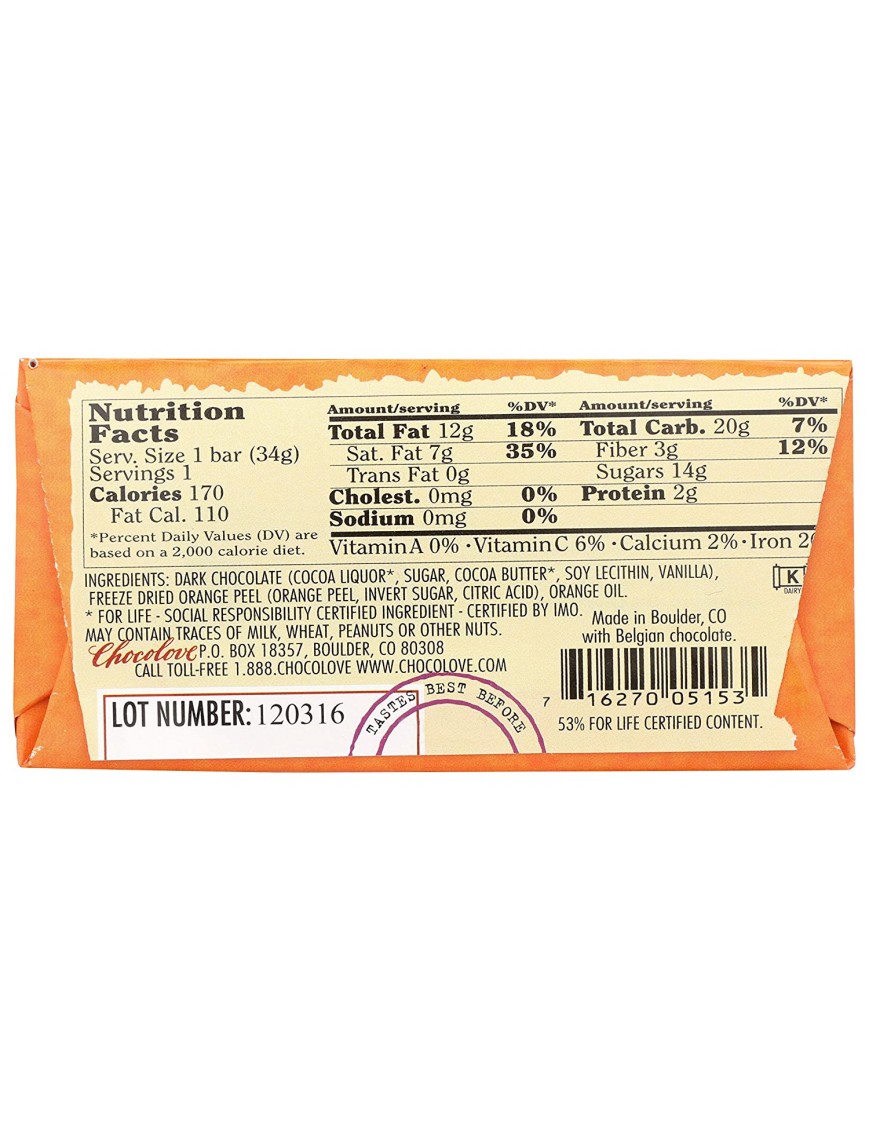 Nutrition
Facts
Serv. Size 1 bar (34g)
Servings 1
Calories 170
Fat Cal. 110
*Percent Daily Values (DV) are
based on a 2,000 calorie diet.
Amount/serving %DV*
Total Fat 12g 18%
Sat. Fat 7g 35%
Trans Fat 0g
Cholest. 0mg 0%
Sodium 0mg 0%
Amount/serving %DV*
Total Carb. 20g 7%
Fiber 3g 12%
Sugars 14g
Protein 2g
Vitamin A 0% · Vitamin C 6% · Calcium 2% · Iron
INGREDIENTS: DARK CHOCOLATE (COCOA LIQUOR*, SUGAR, COCOA BUTTER*, SOY LECITHIN, VANILLA),
FREEZE DRIED ORANGE PEEL (ORANGE PEEL, INVERT SUGAR, CITRIC ACID), ORANGE OIL.
* FOR LIFE - SOCIAL RESPONSIBILITY CERTIFIED INGREDIENT - CERTIFIED BY IMO.
MAY CONTAIN TRACES OF MILK, WHEAT, PEANUTS OR OTHER NUTS.
Chocolove P.O. BOX 18357, BOULDER, CO 80308
CALL TOLL-FREE 1.888.CHOCOLOVE WWW.CHOCOLOVE.COM
K
DAIRY
Made in Boulder, CO
with Belgian chocolate.
7 16270 05153
53% FOR LIFE CERTIFIED CONTENT.
LOT NUMBER: 120316
TASTES BEST BEFORE